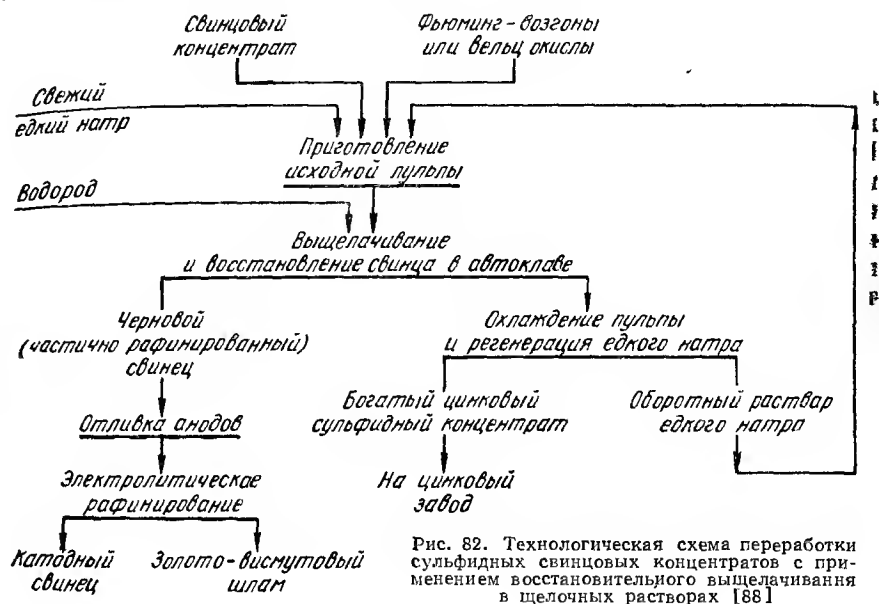 Свинцовый
концентрат
Фьюминг-возгоны
или вельц окислы
Свежий
едкий натр
Приготовление
исходной пульпы
Водород
Выщелачивание
и восстановление свинца в автоклаве
Черновой
(частично рафинированный)
свинец
Охлаждение пульпы
и регенерация едкого натра
Отливка анодов
Богатый цинковый
сульфидный концентрат
Оборотный раствар
едкого натра
Электролитическое
рафинирование
На цинковый
завод
Катодный
свинец
Золото-висмутовый
шлам
Рис. 82. Технологическая схема переработки
сульфидных свинцовых концентратов с при-
менением восстановительного выщелачивания
в щелочных растворах [88]